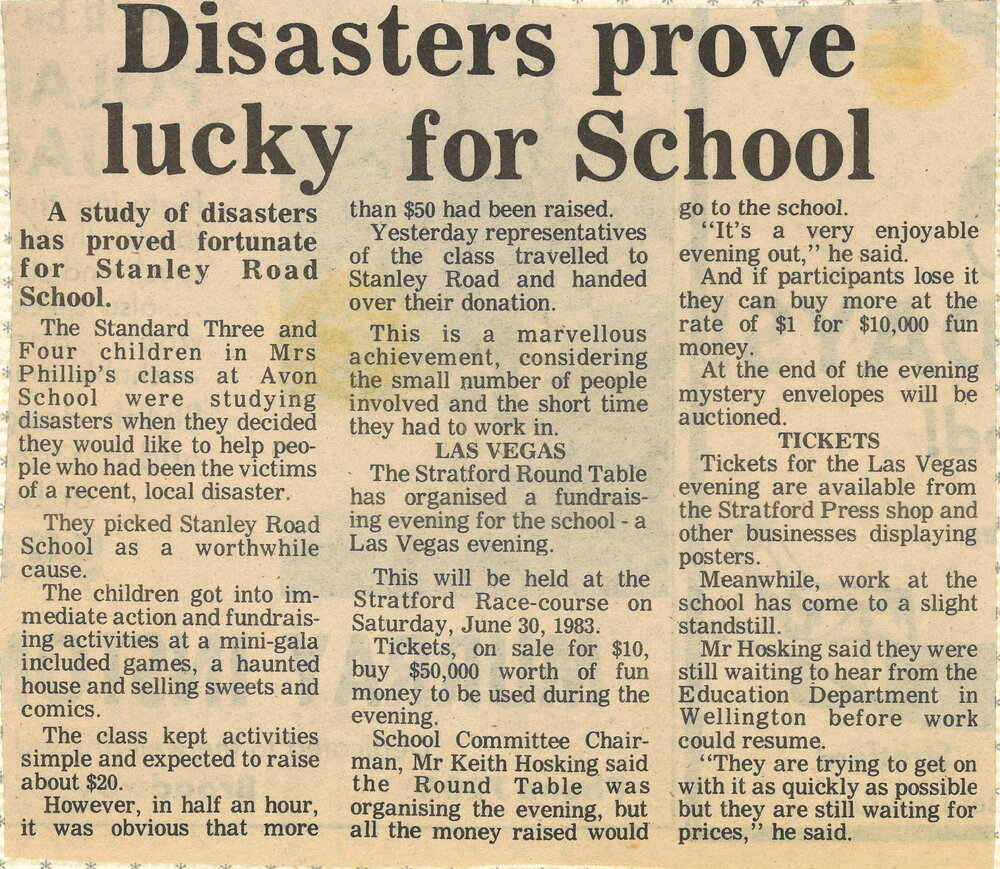 Disasters prove
lucky for School
A study of disasters
has proved fortunate
for Stanley Road
School.
The Standard Three and
Four children in Mrs
Phillip's class at Avon
School were studying
disasters when they decided
they would like to help peo-
ple who had been the victims
of a recent, local disaster.
They picked Stanley Road
School as a worthwhile
cause.
The children got into im-
mediate action and fundrais-
ing activities at a mini-gala
included games, a haunted
house and selling sweets and
comics.
The class kept activities
simple and expected to raise
about $20.
However, in half an hour,
it was obvious that more
than $50 had been raised.
Yesterday representatives
of the class travelled to
Stanley Road and handed
over their donation.
This is a marvellous
achievement, considering
the small number of people
involved and the short time
they had to work in.
LAS VEGAS
The Stratford Round Table
has organised a fundrais-
ing evening for the school - a
Las Vegas evening.
This will be held at the
Stratford Race-course on
Saturday, June 30, 1983.
Tickets, on sale for $10,
buy $50,000 worth of fun
money to be used during the
evening.
School Committee Chair-
man, Mr Keith Hosking said
the Round Table was
organising the evening, but
all the money raised would
go to the school.
"It's a very enjoyable
evening out," he said.
And if participants lose it
they can buy more at the
rate of $1 for $10,000 fun
money.
At the end of the evening
mystery envelopes will be
auctioned.
TICKETS
Tickets for the Las Vegas
evening are available from
the Stratford Press shop and
other businesses displaying
posters.
Meanwhile, work at the
school has come to a slight
standstill.
Mr Hosking said they were
still waiting to hear from the
Education Department in
Wellington before work
could resume.
"They are trying to get on
with it as quickly as possible
but they are still waiting for
prices," he said.